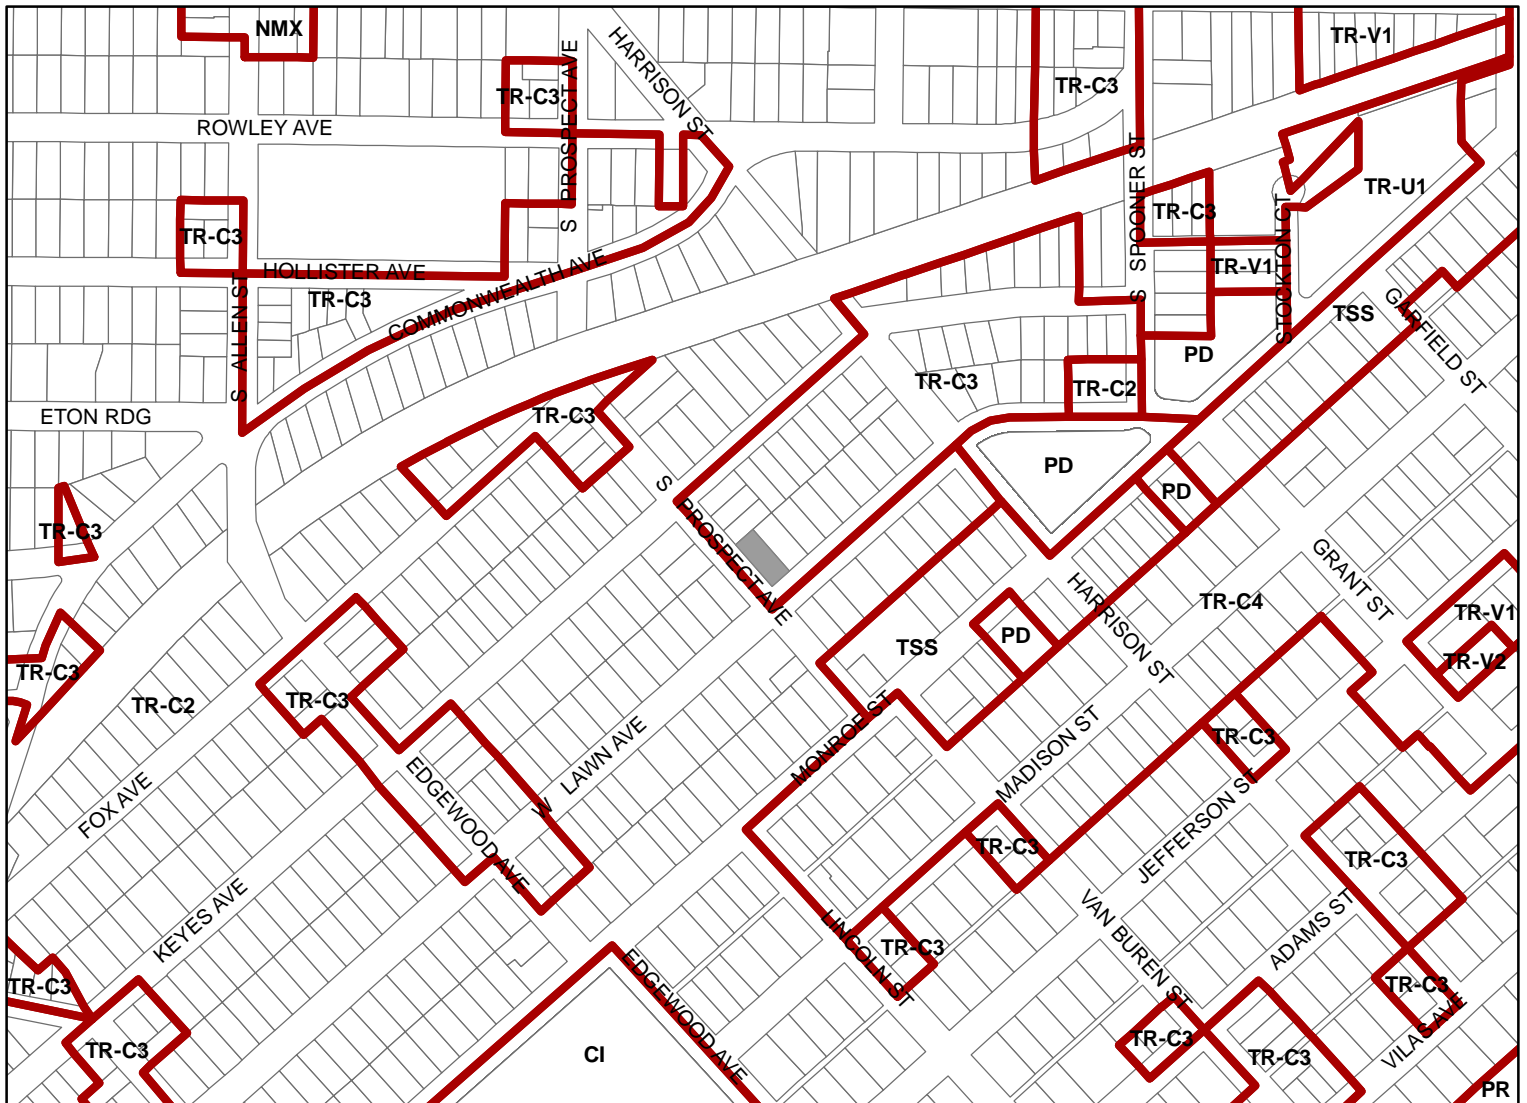 NMX
TR-V1
HARRISON ST
TR-C3
TR-C3
S PROSPECT AVE
ROWLEY AVE
TR-U1
S SPOONER ST
TR-C3
TR-C3
STOCKTON CT
TR-V1
HOLLISTER AVE
TR-C3
COMMONWEALTH AVE
S ALLEN ST
TSS
GARFIELD ST
PD
TR-C3
TR-C2
ETON RDG
TR-C3
PD
PD
S PROSPECT AVE
TR-C3
GRANT ST
HARRISON ST
TR-C4
TR-V1
PD
TSS
TR-V2
TR-C3
TR-C3
TR-C2
MONROE ST
W LAWN AVE
MADISON ST
TR-C3
FOX AVE
EDGEWOOD AVE
JEFFERSON ST
TR-C3
TR-C3
KEYES AVE
VAN BUREN ST
ADAMS ST
LINCOLN ST
TR-C3
TR-C3
TR-C3
EDGEWOOD AVE
VILAS AVE
TR-C3
TR-C3
TR-C3
CI
PR